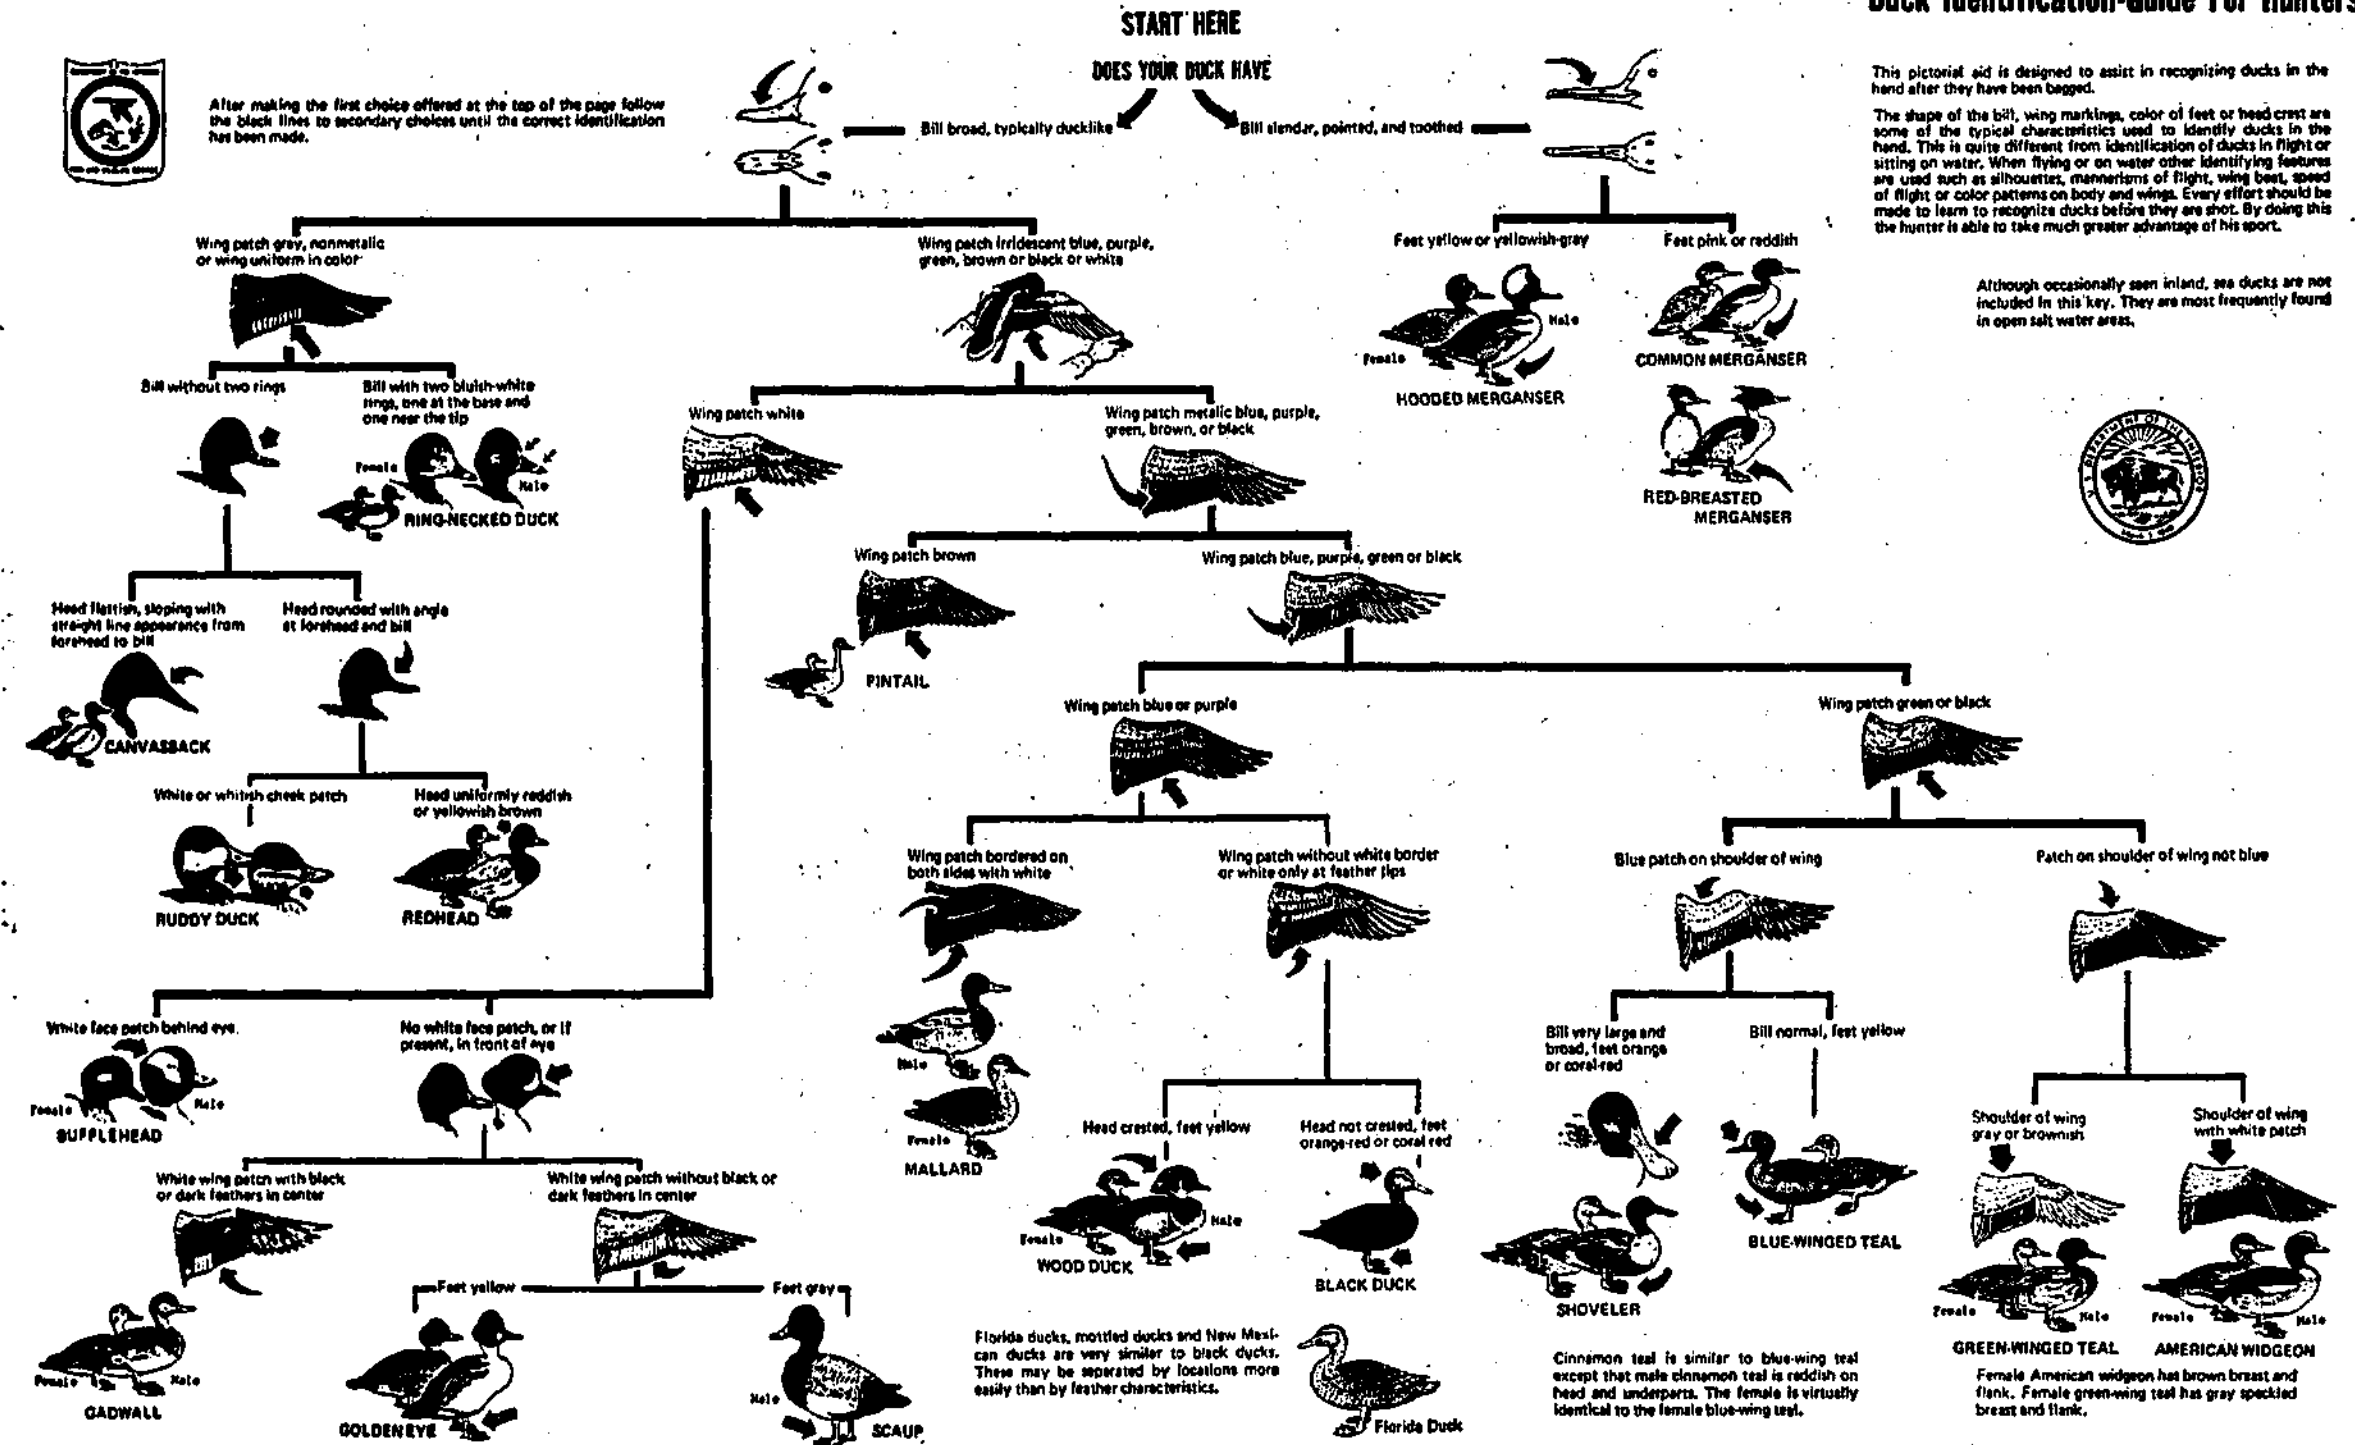 Duck Identification-Guide For Hunters
START HERE
DOES YOUR DUCK HAVE
After making the first choice offered at the top of the page follow
the black lines to secondary choices until the correct identification
has been made.
Bill broad, typically ducklike
Bill slendar, pointed, and toothed
This pictorial aid is designed to assist in recognizing ducks in the
hand after they have been bagged.
The shape of the bill, wing markings, color of feet or head crest are
some of the typical characteristics used to identify ducks in the
hand. This is quite different from identification of ducks in flight or
sitting on water. When flying or on water other identifying features
are used such as silhouettes, mannerisms of flight, wing beat, speed
of flight or color patterns on body and wings. Every effort should be
made to learn to recognize ducks before they are shot. By doing this
the hunter is able to take much greater advantage of his sport.
Although occasionally seen inland, sea ducks are not
included in this key. They are most frequently found
in open salt water areas.
U.S. DEPARTMENT OF THE INTERIOR
March 3, 1849
Wing patch gray, nonmetalic
or wing uniform in color
Wing patch irridescent blue, purple,
green, brown or black or white
Feet yellow or yellowish-gray
Feet pink or reddish
Male
Female
HOODED MERGANSER
COMMON MERGANSER
RED-BREASTED
MERGANSER
Bill without two rings
Bill with two bluish-white
rings, one at the base and
one near the tip
Female
Male
RING-NECKED DUCK
Wing patch white
Wing patch metalic blue, purple,
green, brown, or black
Wing patch brown
PINTAIL
Wing patch blue, purple, green or black
Head flattish, sloping with
straight line appearance from
forehead to bill
CANVASBACK
Head rounded with angle
at forehead and bill
White or whitish cheek patch
RUDDY DUCK
Head uniformly reddish
or yellowish brown
REDHEAD
Wing patch blue or purple
Wing patch green or black
Wing patch bordered on
both sides with white
Male
Female
MALLARD
Wing patch without white border
or white only at feather tips
Blue patch on shoulder of wing
Patch on shoulder of wing not blue
White face patch behind eye.
Female
Male
BUFFLEHEAD
No white face patch, or if
present, in front of eye
Head crested, feet yellow
Female
Male
WOOD DUCK
Head not crested, feet
orange-red or coral red
BLACK DUCK
Bill very large and
broad, feet orange
or coral-red
SHOVELER
Bill normal, feet yellow
BLUE-WINGED TEAL
Shoulder of wing
gray or brownish
Female
Male
GREEN-WINGED TEAL
Shoulder of wing
with white patch
Female
Male
AMERICAN WIDGEON
White wing patch with black
or dark feathers in center
Female
Male
GADWALL
White wing patch without black or
dark feathers in center
Feet yellow
GOLDENEYE
Feet gray
Male
SCAUP
Florida ducks, mottled ducks and New Mexi-
can ducks are very similar to black ducks.
These may be separated by locations more
easily than by feather characteristics.
Florida Duck
Cinnamon teal is similar to blue-wing teal
except that male cinnamon teal is reddish on
head and underparts. The female is virtually
identical to the female blue-wing teal.
Female American widgeon has brown breast and
flank. Female green-wing teal has gray speckled
breast and flank.